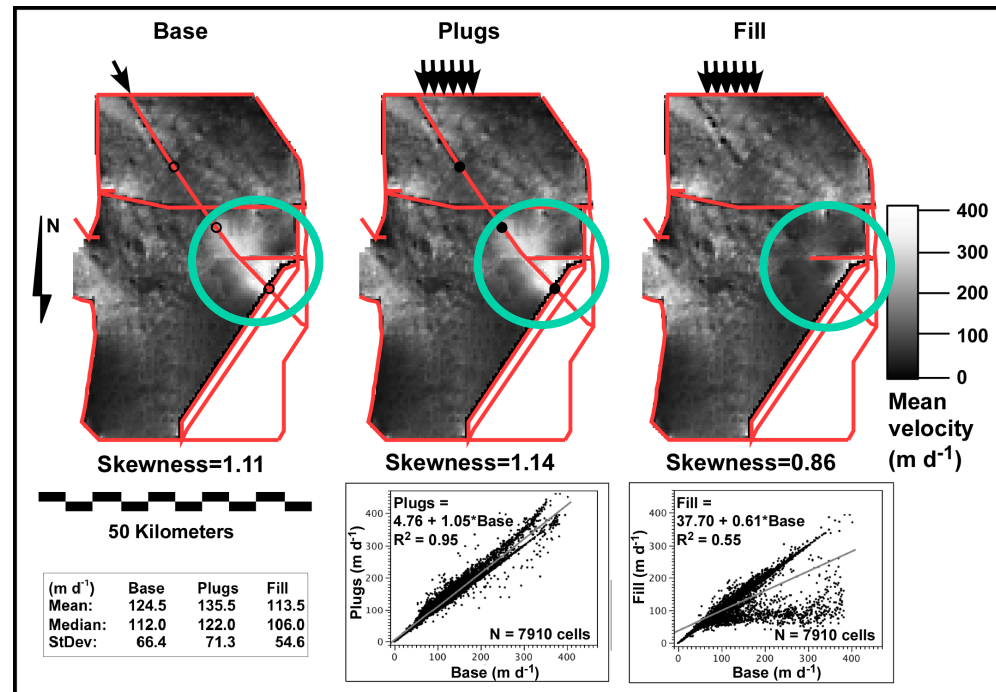 Base Plugs Fill
N
400
300
200
100
0
Mean
velocity
(m d-1)
Skewness=1.11 Skewness=1.14 Skewness=0.86
50 Kilometers
(m d-1) Base Plugs Fill
Mean: 124.5 135.5 113.5
Median: 112.0 122.0 106.0
StDev: 66.4 71.3 54.6
Plugs =
4.76 + 1.05*Base
R2 = 0.95
Plugs (m d-1)
400
300
200
100
0
N = 7910 cells
0 100 200 300 400
Base (m d-1)
Fill =
37.70 + 0.61*Base
R2 = 0.55
Fill (m d-1)
400
300
200
100
0
N = 7910 cells
0 100 200 300 400
Base (m d-1)